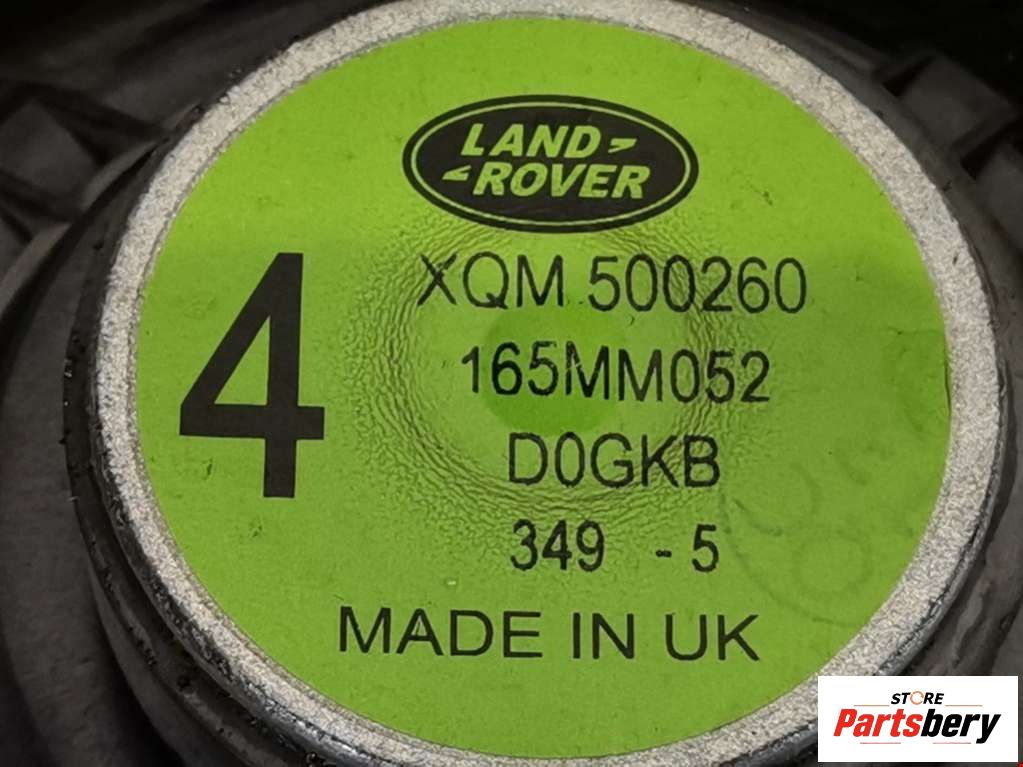 LAND
ROVER
4
XQM 500260
165MM052
D0GKB
349 - 5
MADE IN UK
STORE
Partsbery